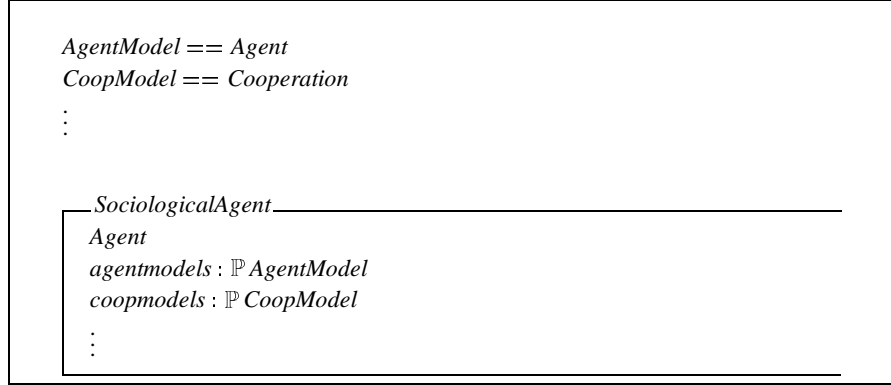 AgentModel == Agent
CoopModel == Cooperation
⋮
SociologicalAgent
Agent
agentmodels : ℙ AgentModel
coopmodels : ℙ CoopModel
⋮